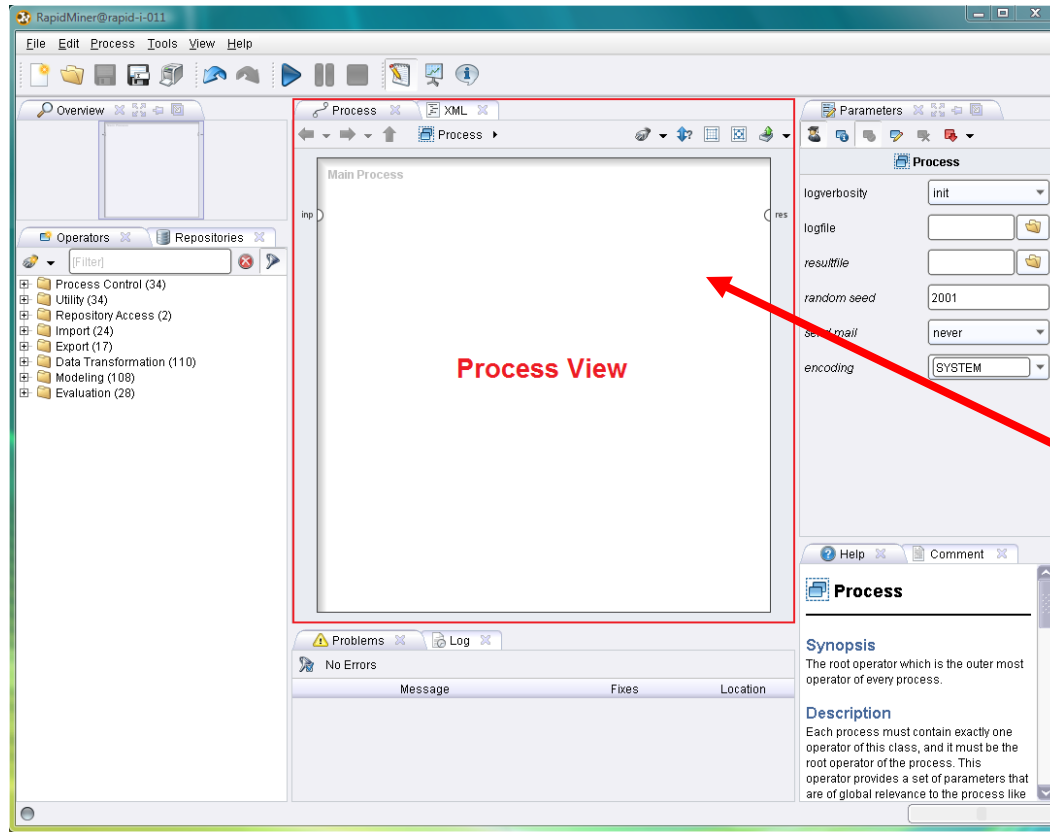 RapidMiner@rapid-i-011
File Edit Process Tools View Help
Overview
Operators Repositories
[Filter]
Process Control (34)
Utility (34)
Repository Access (2)
Import (24)
Export (17)
Data Transformation (110)
Modeling (108)
Evaluation (28)
Process XML
Process
Main Process
inp
res
Process View
Problems Log
No Errors
Message Fixes Location
Parameters
Process
logverbosity init
logfile
resultfile
random seed 2001
send mail never
encoding SYSTEM
Help Comment
Process
Synopsis
The root operator which is the outer most
operator of every process.
Description
Each process must contain exactly one
operator of this class, and it must be the
root operator of the process. This
operator provides a set of parameters that
are of global relevance to the process like